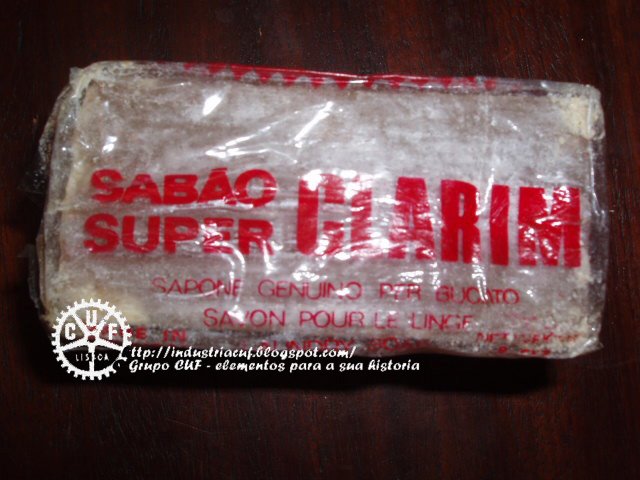 SABÃO
SUPER CLARIM
SAPONE GENUINO PER BUCATO
SAVON POUR LE LINGE
CUF
LISBOA
ttp://industriacuf.blogspot.com/
Grupo CUF - elementos para a sua historia